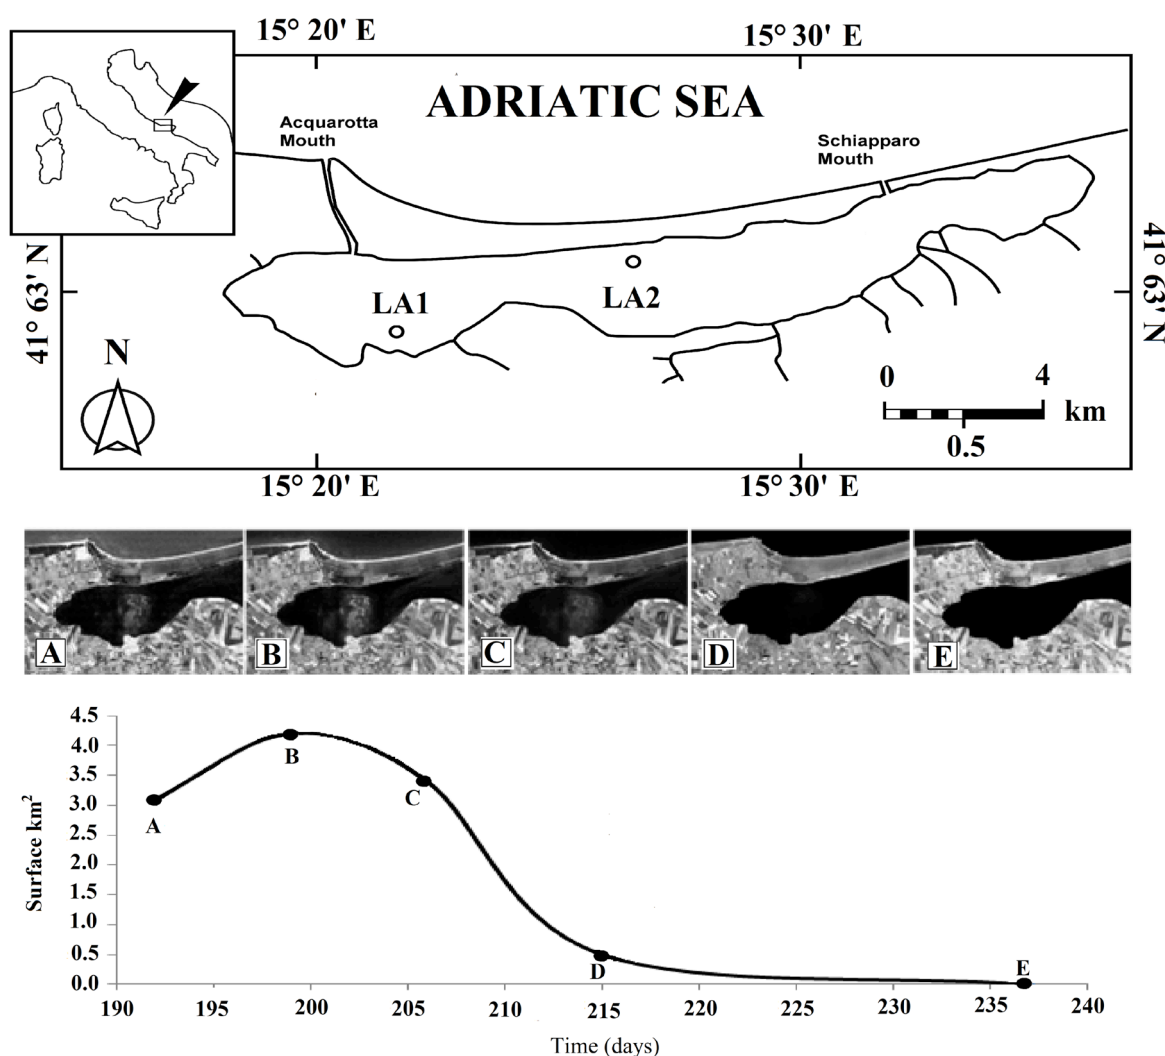 15° 20' E
15° 30' E
ADRIATIC SEA
Acquarotta
Mouth
Schiapparo
Mouth
41° 63' N
41° 63' N
LA1
LA2
N
0
4
km
0.5
15° 20' E
15° 30' E
A
B
C
D
E
4.5
4.0
3.5
3.0
2.5
2.0
1.5
1.0
0.5
0.0
Surface km²
A
B
C
D
E
190
195
200
205
210
215
220
225
230
235
240
Time (days)